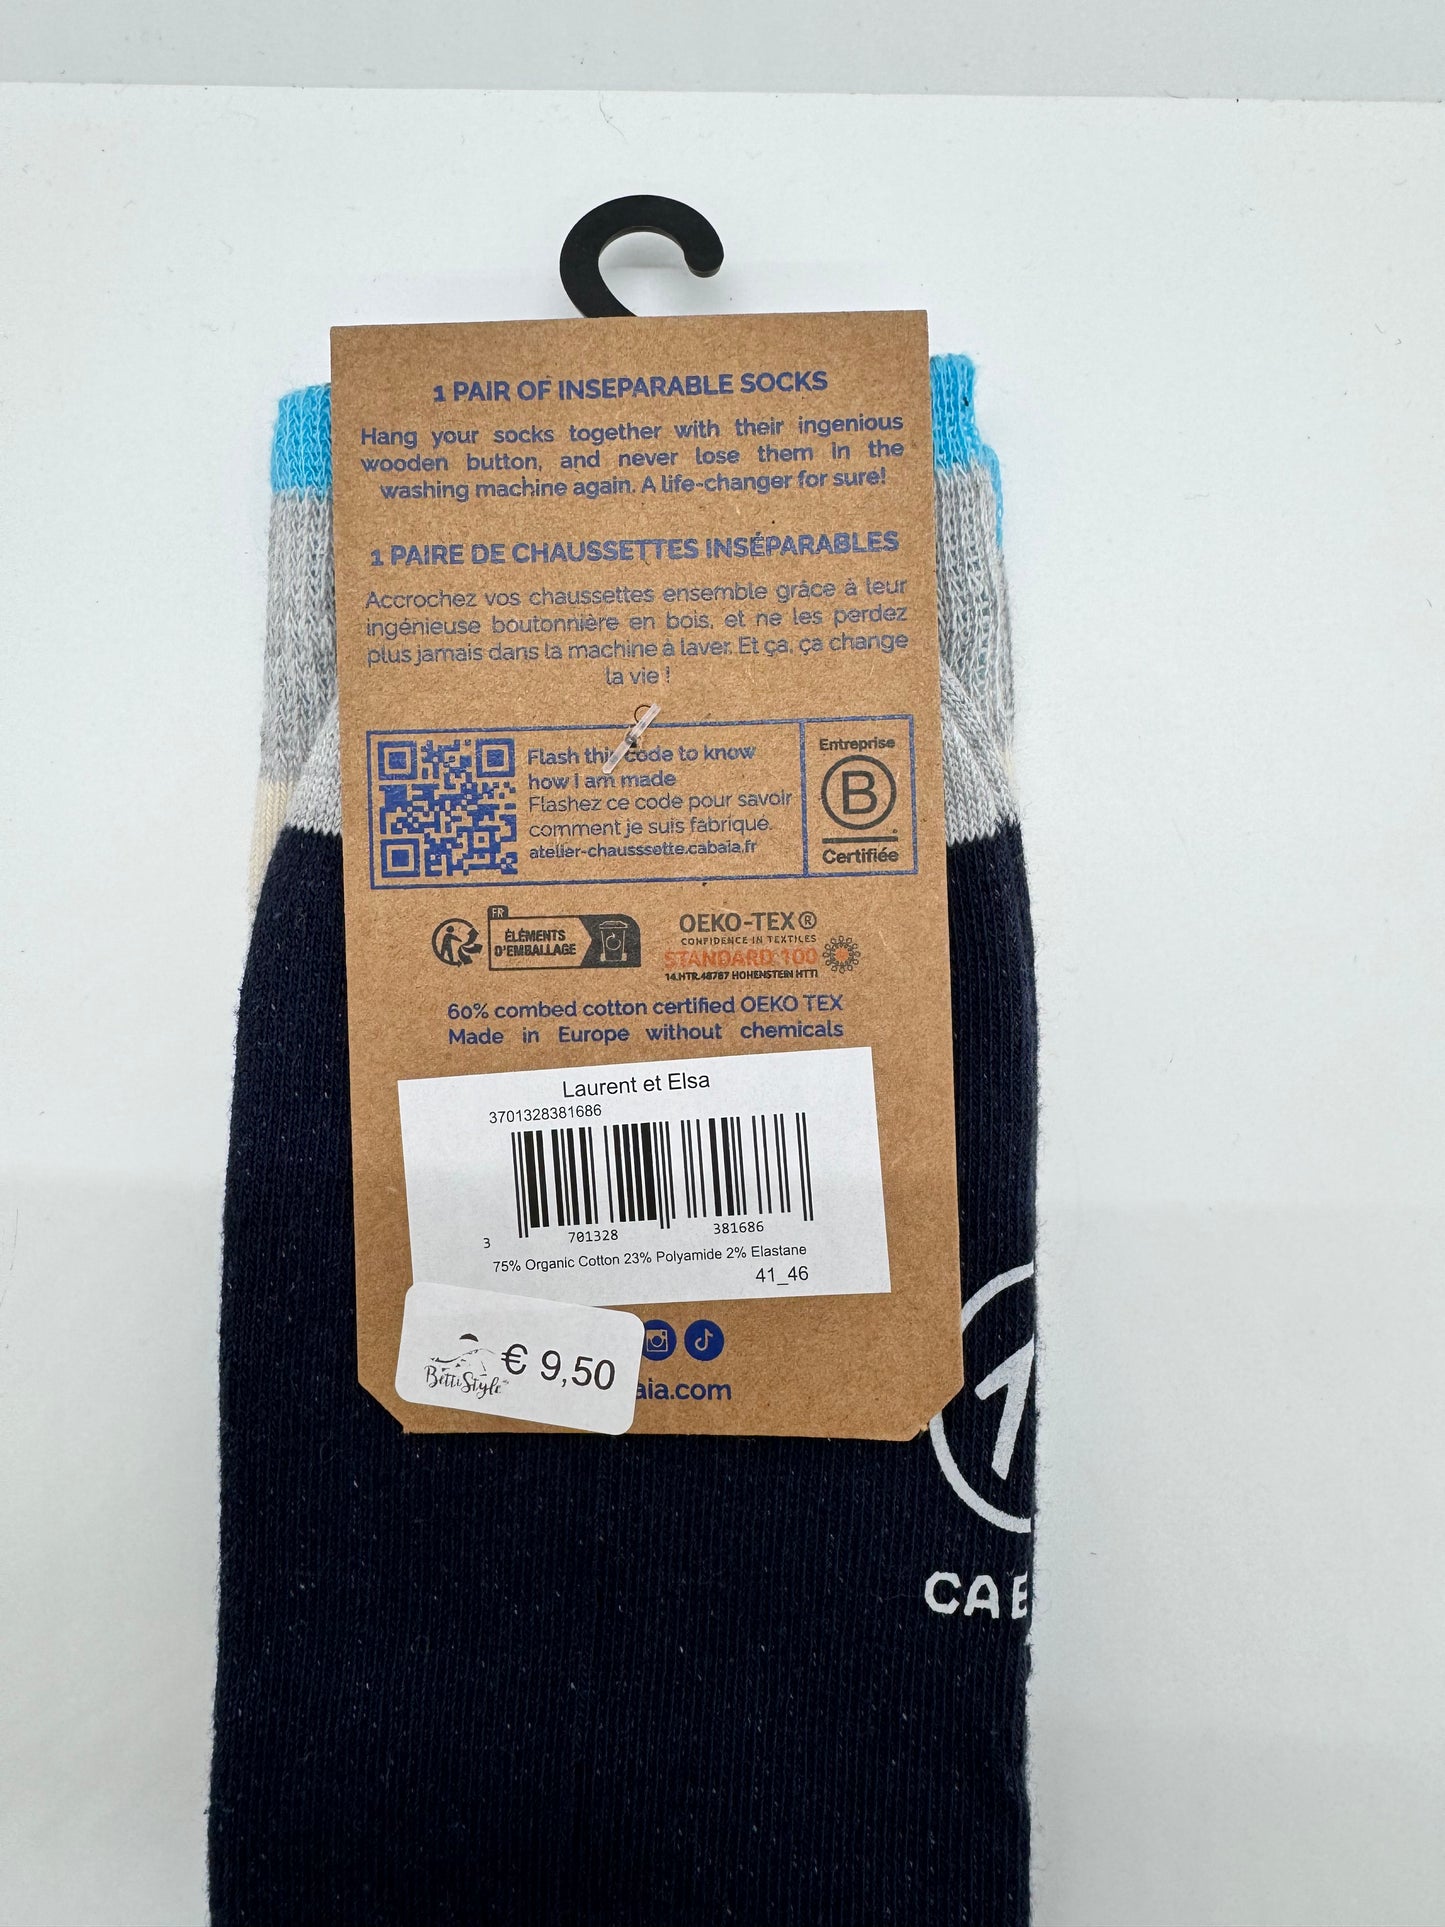 1 PAIR OF INSEPARABLE SOCKS
Hang your socks together with their ingenious
wooden button, and never lose them in the
washing machine again. A life-changer for sure!
1 PAIRE DE CHAUSSETTES INSÉPARABLES
Accrochez vos chaussettes ensemble grâce à leur
ingénieuse boutonnière en bois, et ne les perdez
plus jamais dans la machine à laver. Et ça, ça change
la vie !
Flash this code to know
how I am made
Flashez ce code pour savoir
comment je suis fabriqué.
atelier-chausssette.cabaia.fr
Entreprise
B
Certifiée
FR
ÉLÉMENTS
D'EMBALLAGE
OEKO-TEX®
CONFIDENCE IN TEXTILES
STANDARD 100
14.HTR.48787 HOHENSTEIN HTTI
60% combed cotton certified OEKO TEX
Made in Europe without chemicals
Laurent et Elsa
3701328381686
3 701328 381686
75% Organic Cotton 23% Polyamide 2% Elastane
41_46
BettiStyle € 9,50
aia.com
CAB